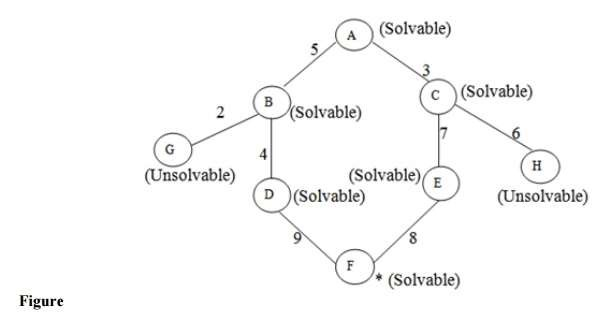 A (Solvable)
5
3
B (Solvable)
C (Solvable)
2
7
6
G
(Unsolvable)
4
(Solvable) E
H
(Unsolvable)
D (Solvable)
9
8
F * (Solvable)
Figure